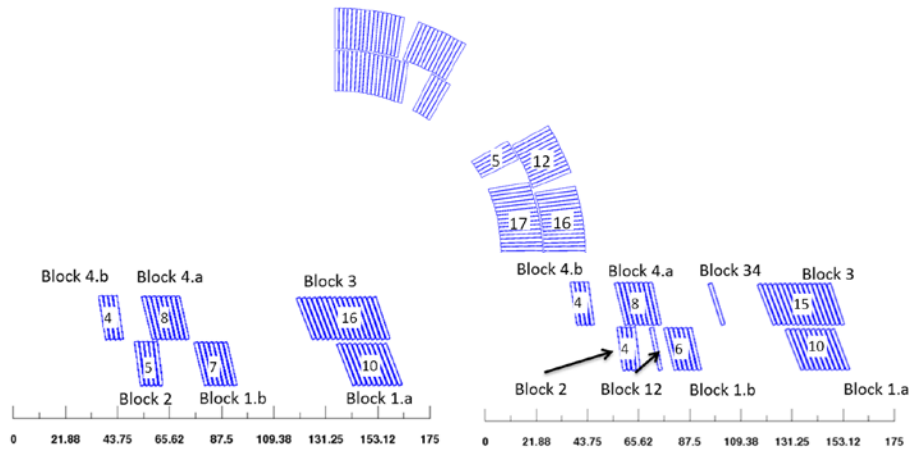 5 12
17 16
Block 4.b Block 4.a Block 3
4 8 16
5 7 10
Block 2 Block 1.b Block 1.a
0 21.88 43.75 65.62 87.5 109.38 131.25 153.12 175
Block 4.b Block 4.a Block 34 Block 3
4 8 15
4 6 10
Block 2 Block 12 Block 1.b Block 1.a
0 21.88 43.75 65.62 87.5 109.38 131.25 153.12 175